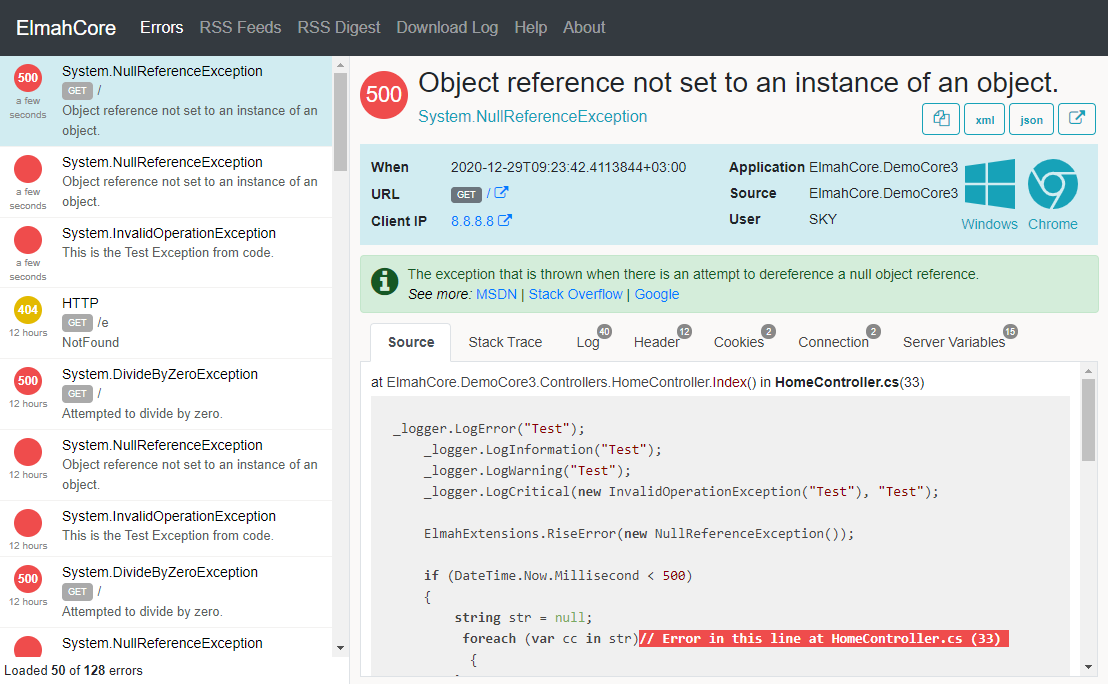 ElmahCore Errors RSS Feeds RSS Digest Download Log Help About
500 System.NullReferenceException
GET /
a few seconds
Object reference not set to an instance of an
object.
System.NullReferenceException
a few seconds
Object reference not set to an instance of an
object.
System.InvalidOperationException
This is the Test Exception from code.
a few seconds
404 HTTP
GET /e
12 hours
NotFound
500 System.DivideByZeroException
GET /
12 hours
Attempted to divide by zero.
System.NullReferenceException
Object reference not set to an instance of an
object.
12 hours
System.InvalidOperationException
This is the Test Exception from code.
12 hours
500 System.DivideByZeroException
GET /
12 hours
Attempted to divide by zero.
System.NullReferenceException
Loaded 50 of 128 errors
500 Object reference not set to an instance of an object.
System.NullReferenceException
xml json
When 2020-12-29T09:23:42.4113844+03:00 Application ElmahCore.DemoCore3
URL GET / Source ElmahCore.DemoCore3
Client IP 8.8.8.8 User SKY
Windows Chrome
The exception that is thrown when there is an attempt to dereference a null object reference.
See more: MSDN | Stack Overflow | Google
Source Stack Trace Log 40 Header 12 Cookies 2 Connection 2 Server Variables 15
at ElmahCore.DemoCore3.Controllers.HomeController.Index() in HomeController.cs(33)
_logger.LogError("Test");
_logger.LogInformation("Test");
_logger.LogWarning("Test");
_logger.LogCritical(new InvalidOperationException("Test"), "Test");
ElmahExtensions.RiseError(new NullReferenceException());
if (DateTime.Now.Millisecond < 500)
{
string str = null;
foreach (var cc in str)// Error in this line at HomeController.cs (33)
{